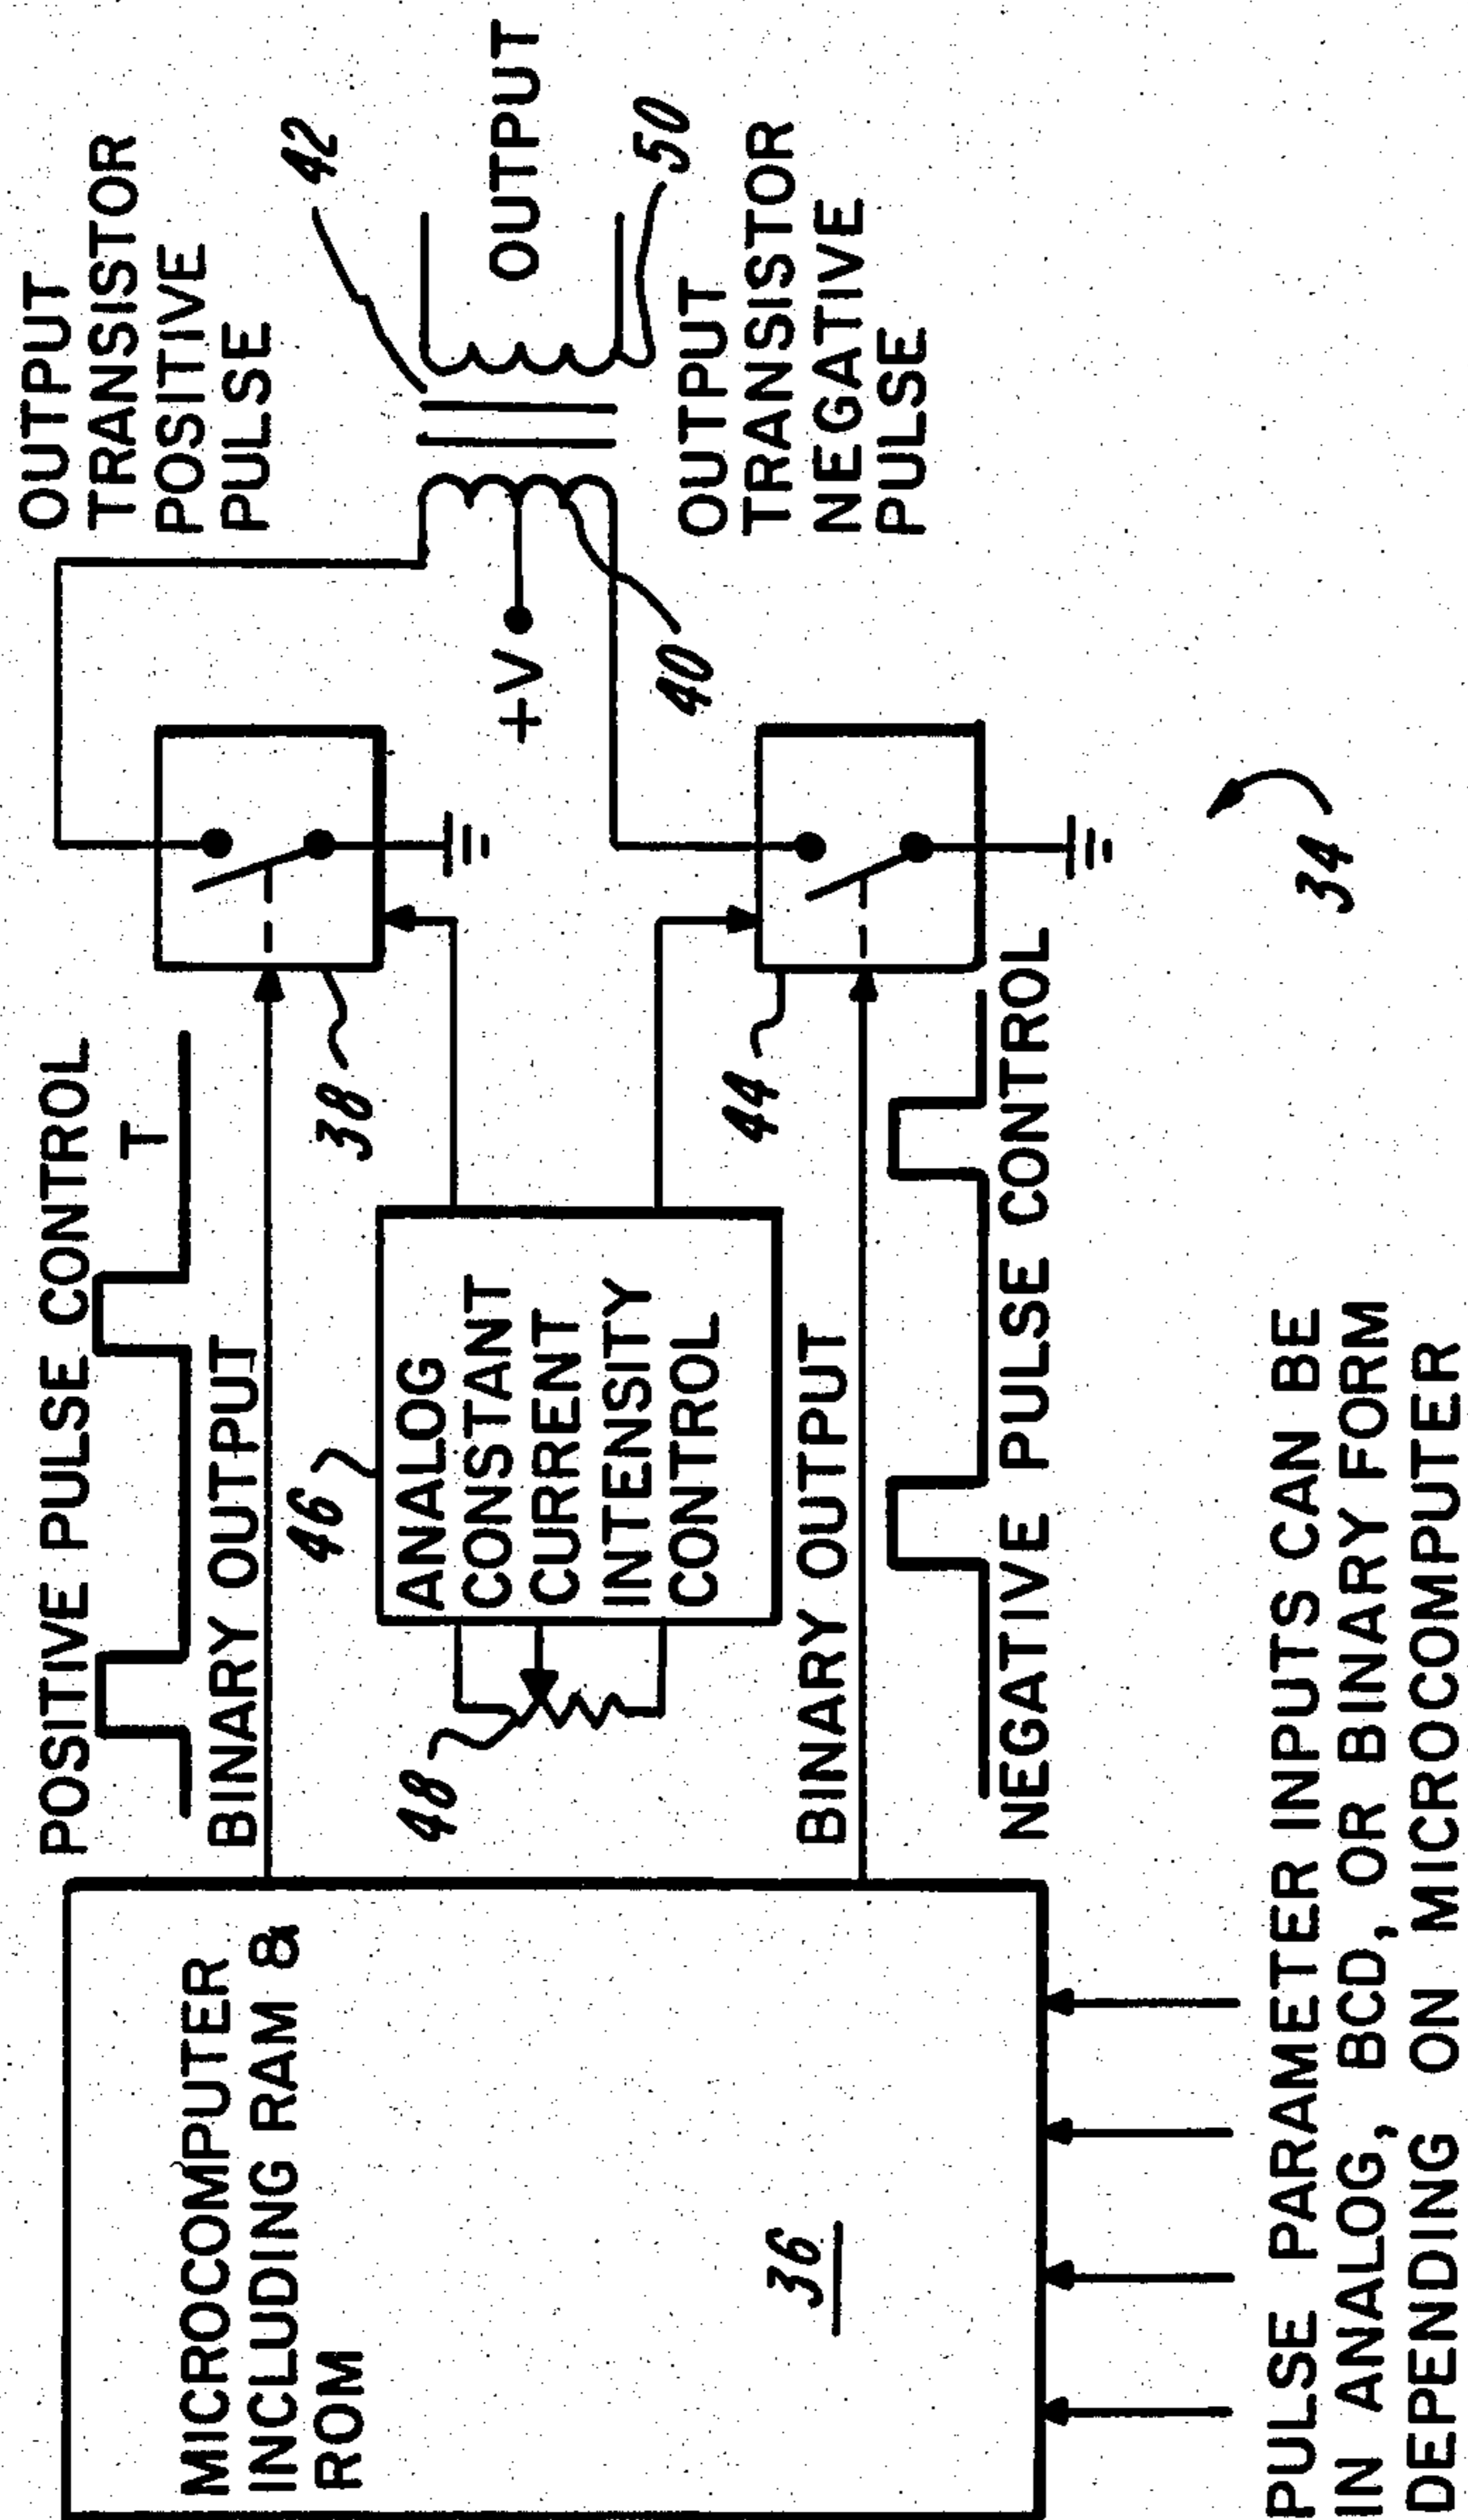 POSITIVE PULSE CONTROL
T
BINARY OUTPUT
OUTPUT
TRANSISTOR
POSITIVE
PULSE
42
38
MICROCOMPUTER
INCLUDING RAM &
ROM
36
46
ANALOG
CONSTANT
CURRENT
INTENSITY
CONTROL
48
+V
OUTPUT
40
50
44
OUTPUT
TRANSISTOR
NEGATIVE
PULSE
BINARY OUTPUT
NEGATIVE PULSE CONTROL
34
PULSE PARAMETER INPUTS CAN BE
IN ANALOG, BCD, OR BINARY FORM
DEPENDING ON MICROCOMPUTER